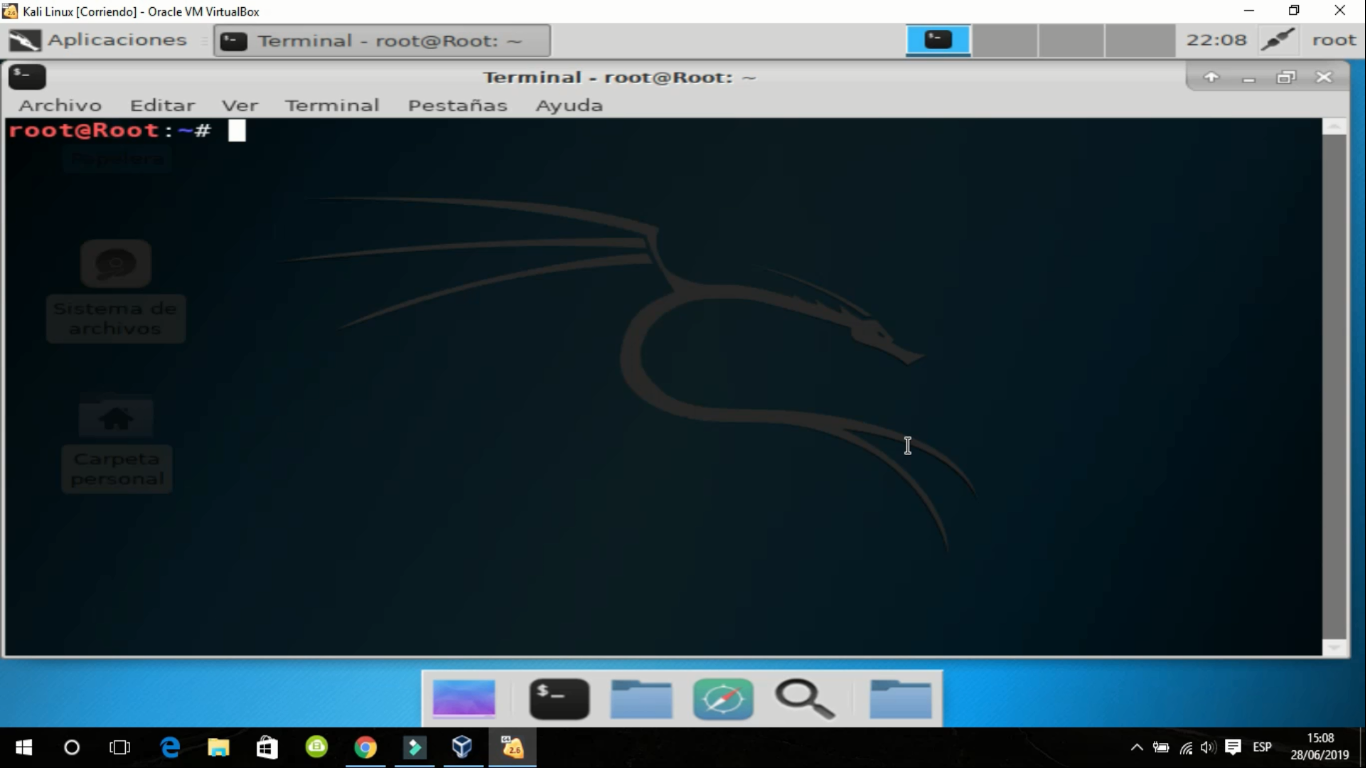 Kali Linux [Corriendo] - Oracle VM VirtualBox
Aplicaciones
Terminal - root@Root: ~
22:08
root
Terminal - root@Root: ~
Archivo Editar Ver Terminal Pestañas Ayuda
root@Root:~#
Papelera
Sistema de
archivos
Carpeta
personal
$_
ESP
15:08
28/06/2019